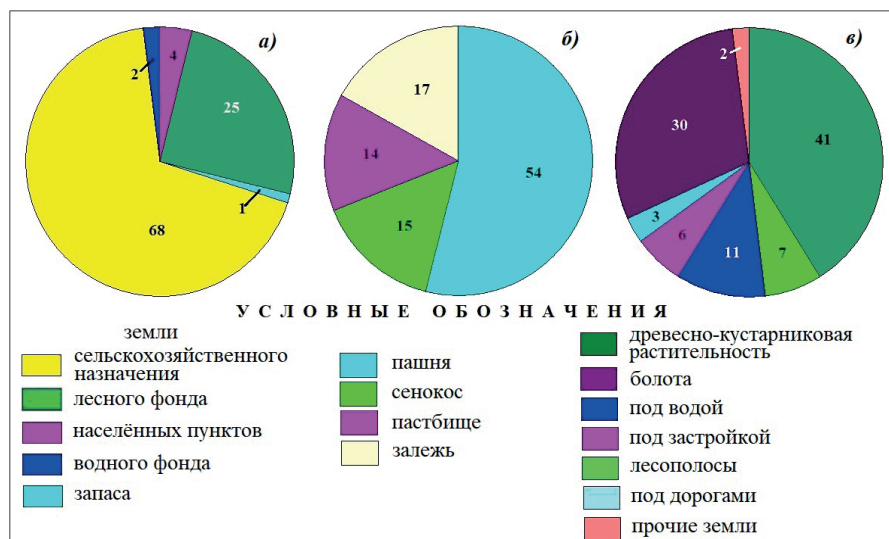 а)
2
4
25
1
68
б)
17
14
15
54
в)
2
30
41
3
6
11
7
УСЛОВНЫЕ ОБОЗНАЧЕНИЯ
земли
сельскохозяйственного
назначения
лесного фонда
населённых пунктов
водного фонда
запаса
пашня
сенокос
пастбище
залежь
древесно-кустарниковая
растительность
болота
под водой
под застройкой
лесополосы
под дорогами
прочие земли